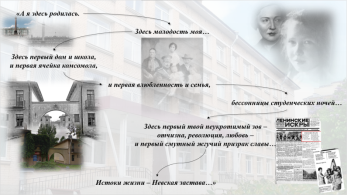 «А я здесь родилась.
Здесь молодость моя…
Здесь первый дом и школа,
и первая ячейка комсомола,
и первая влюбленность и семья,
бессонницы студенческих ночей…
Здесь первый твой неукротимый зов –
отчизна, революция, любовь –
и первый смутный жгучий призрак славы…
Истоки жизни – Невская застава…»
ЛЕНИНСКИЕ
ИСКРЫ